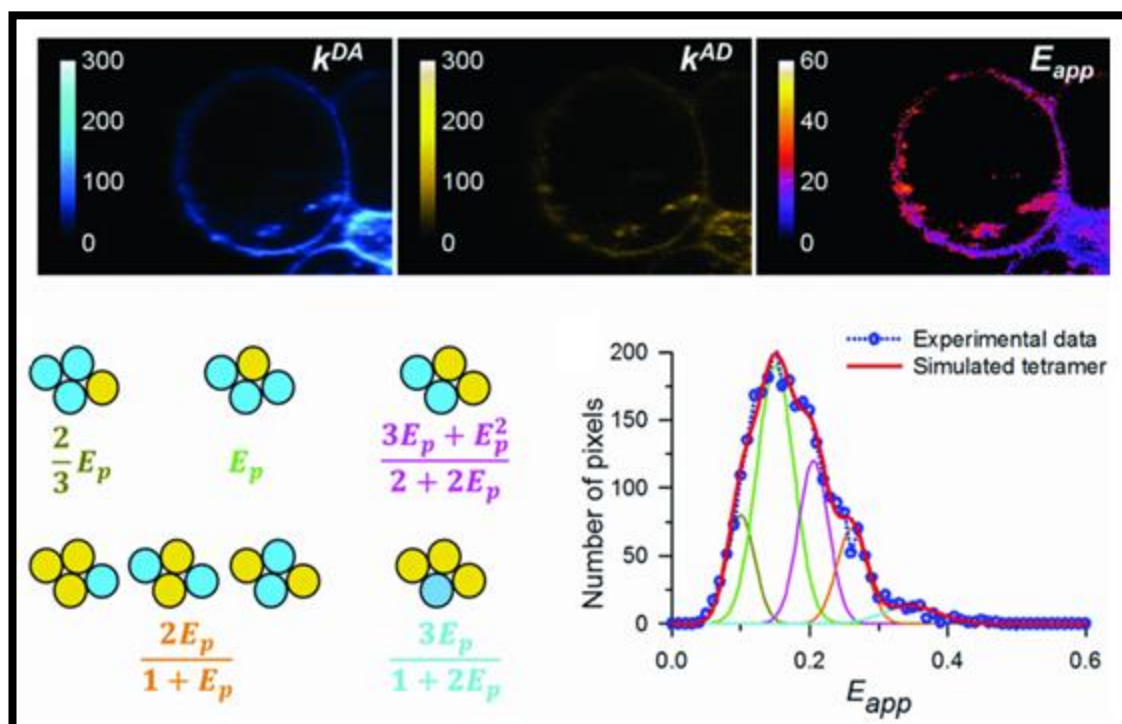 k^DA
300
200
100
0
k^AD
300
200
100
0
E_app
60
40
20
0
2/3 E_p
E_p
3E_p + E_p^2 / 2 + 2E_p
2E_p / 1 + E_p
3E_p / 1 + 2E_p
Experimental data
Simulated tetramer
Number of pixels
200
150
100
50
0
0.0 0.2 0.4 0.6
E_app